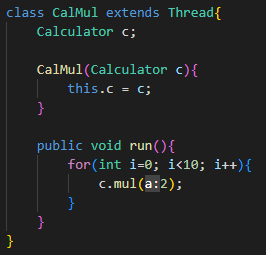 class CalMul extends Thread{
    Calculator c;

    CalMul(Calculator c){
        this.c = c;
    }

    public void run(){
        for(int i=0; i<10; i++){
            c.mul(a:2);
        }
    }
}